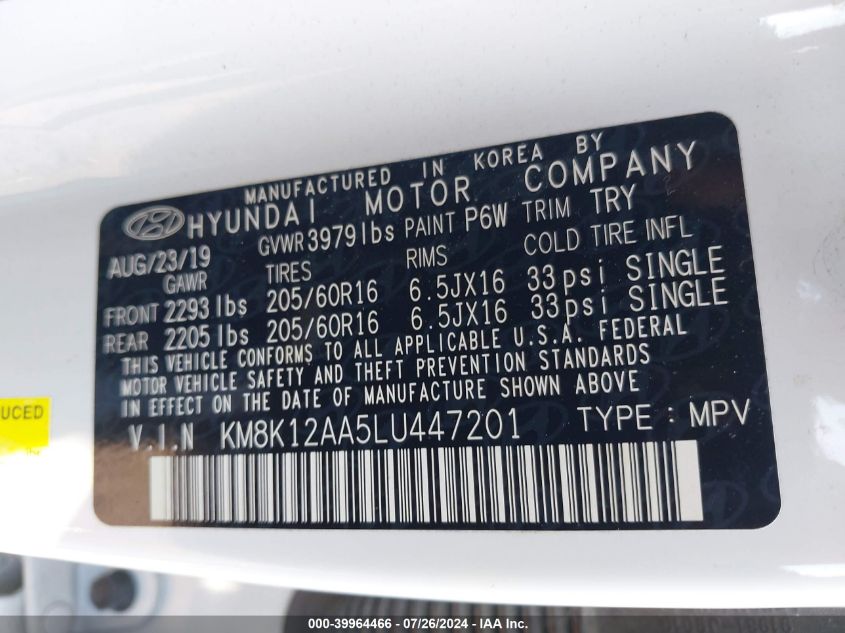 MANUFACTURED IN KOREA BY
HYUNDAI MOTOR COMPANY
AUG/23/19 GVWR 3979lbs PAINT P6W TRIM TRY
GAWR TIRES RIMS COLD TIRE INFL
FRONT 2293 lbs 205/60R16 6.5JX16 33 psi SINGLE
REAR 2205 lbs 205/60R16 6.5JX16 33 psi SINGLE
THIS VEHICLE CONFORMS TO ALL APPLICABLE U.S.A. FEDERAL
MOTOR VEHICLE SAFETY AND THEFT PREVENTION STANDARDS
IN EFFECT ON THE DATE OF MANUFACTURE SHOWN ABOVE
V.I.N KM8K12AA5LU447201 TYPE : MPV
UCED
000-39964466 - 07/26/2024 - IAA Inc.